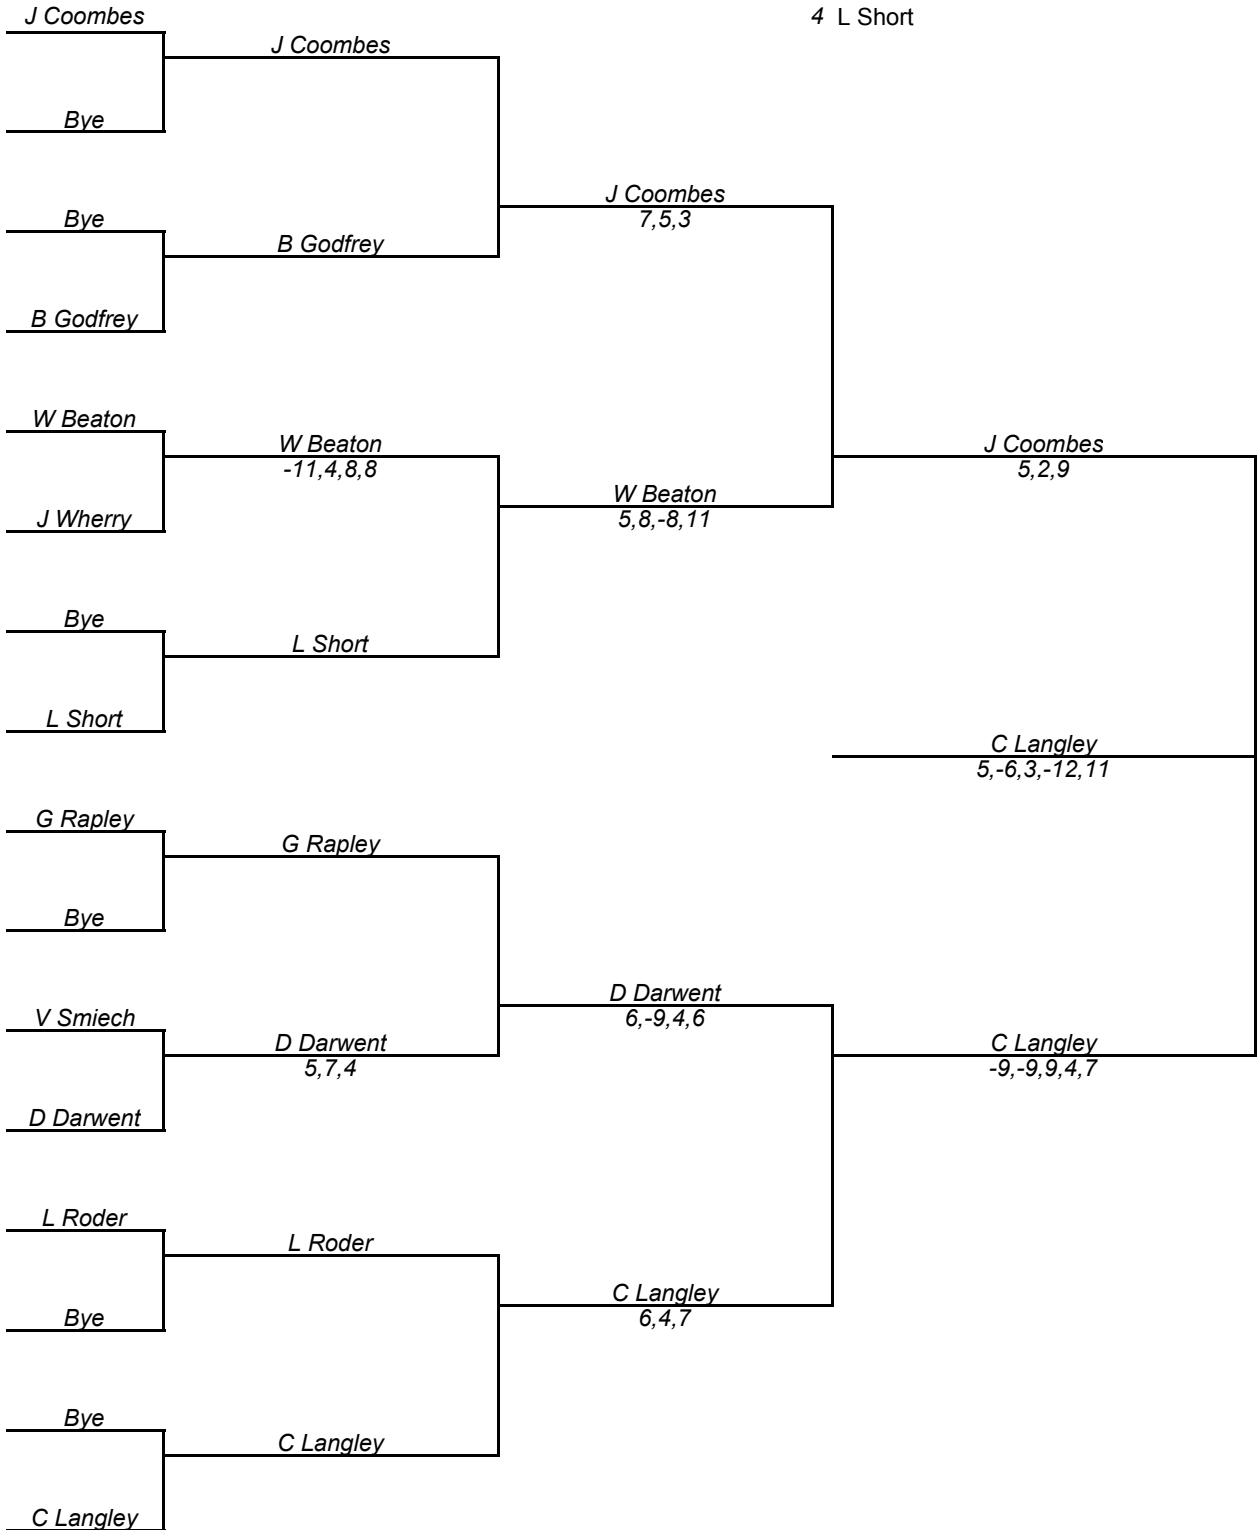 J Coombes
4 L Short
J Coombes
Bye
J Coombes
7,5,3
Bye
B Godfrey
B Godfrey
W Beaton
W Beaton
-11,4,8,8
J Coombes
5,2,9
W Beaton
5,8,-8,11
J Wherry
Bye
L Short
L Short
C Langley
5,-6,3,-12,11
G Rapley
G Rapley
Bye
D Darwent
6,-9,4,6
V Smiech
D Darwent
5,7,4
C Langley
-9,-9,9,4,7
D Darwent
L Roder
L Roder
C Langley
6,4,7
Bye
Bye
C Langley
C Langley